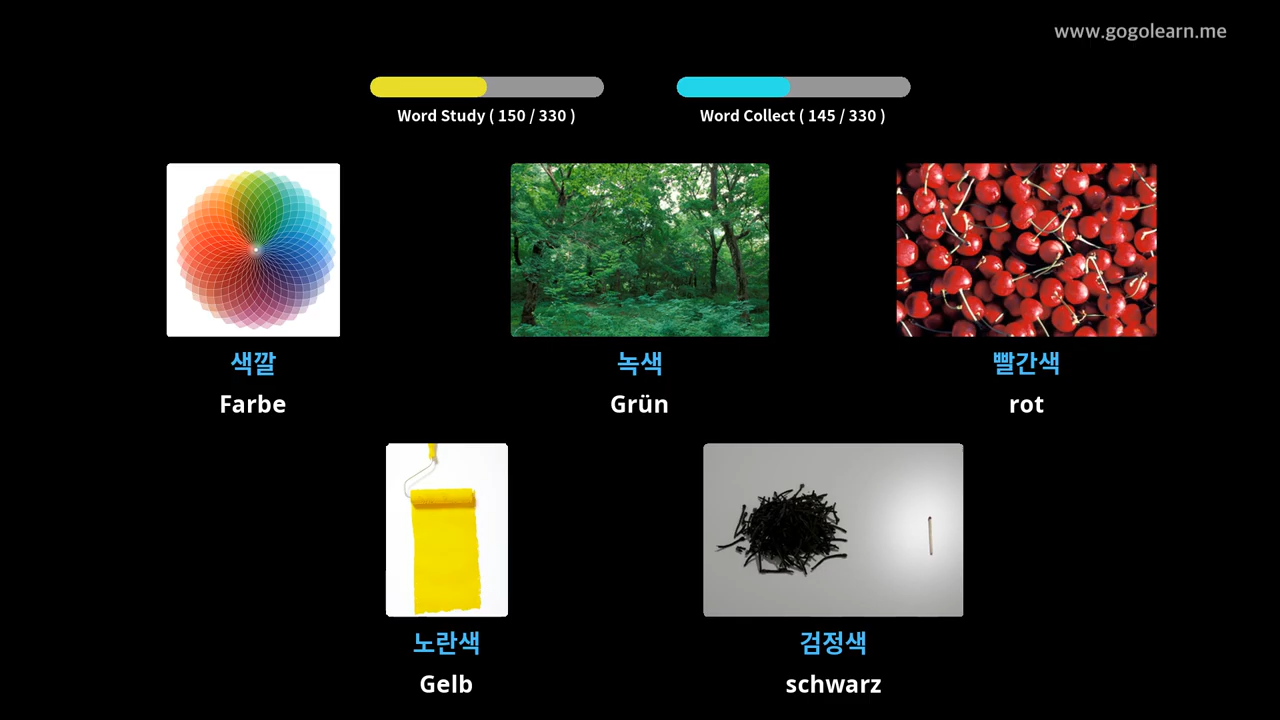 www.gogolearn.me
Word Study ( 150 / 330 )
Word Collect ( 145 / 330 )
색깔
Farbe
녹색
Grün
빨간색
rot
노란색
Gelb
검정색
schwarz